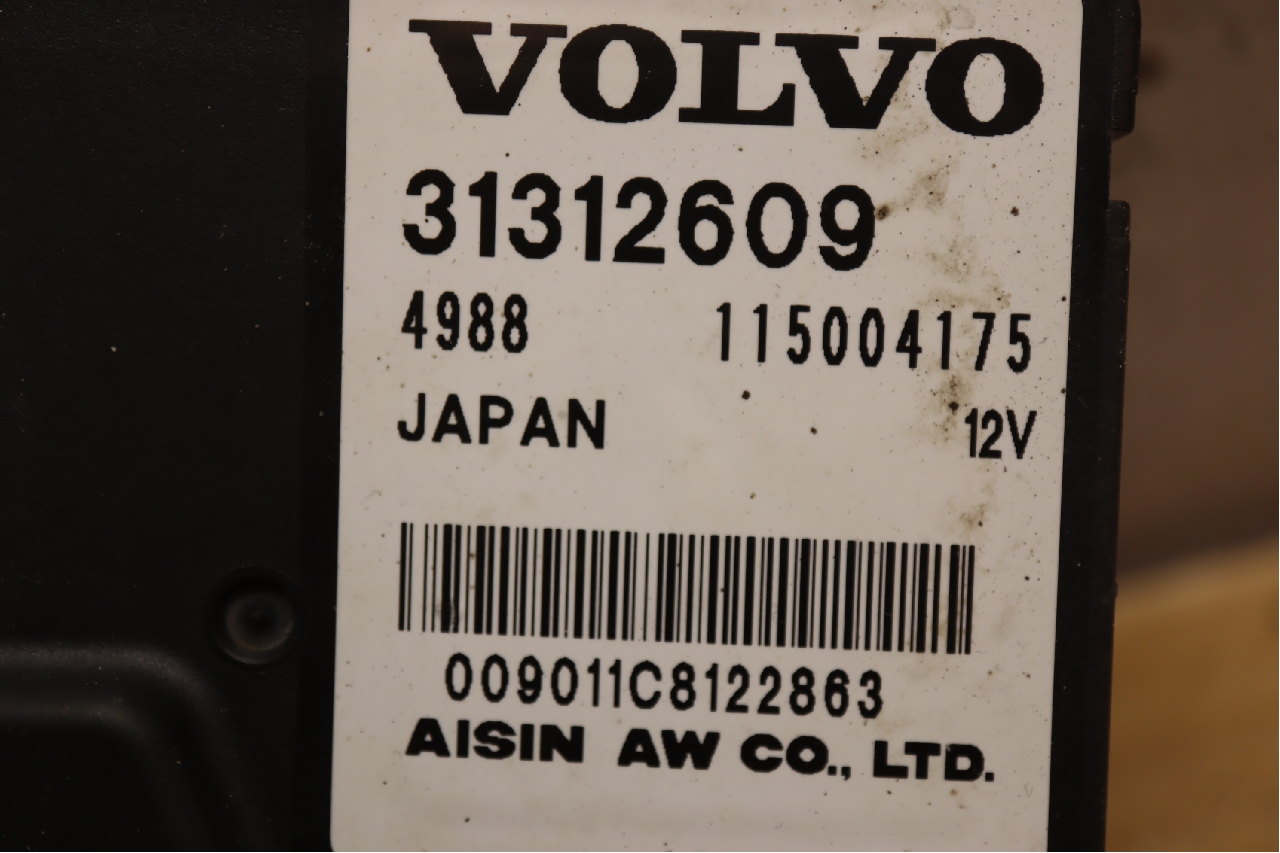 VOLVO
31312609
4988 115004175
JAPAN 12V
009011C8122863
AISIN AW CO., LTD.